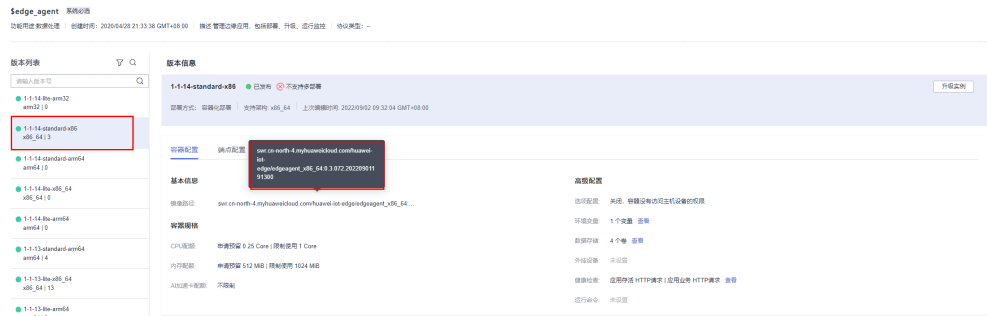 $edge_agent 系统必选
功能用途:数据处理 创建时间: 2020/04/28 21:33:38 GMT+08:00 描述:管理边缘应用，包括部署、升级、运行监控 协议类型: --
版本列表
请输入版本号
1-1-14-lite-arm32
arm32 | 0
1-1-14-standard-x86
x86_64 | 3
1-1-14-standard-arm64
arm64 | 0
1-1-14-lite-x86_64
x86_64 | 0
1-1-14-lite-arm64
arm64 | 0
1-1-13-standard-arm64
arm64 | 4
1-1-13-lite-x86_64
x86_64 | 13
1-1-13-lite-arm64
版本信息
1-1-14-standard-x86 已发布 不支持多部署
升级实例
部署方式: 容器化部署 支持架构: x86_64 上次编辑时间: 2022/09/02 09:32:04 GMT+08:00
容器配置 端点配置
swr.cn-north-4.myhuaweicloud.com/huawei-
iot-
edge/edgeagent_x86_64:0.3.072.202209011
91300
基本信息
镜像路径: swr.cn-north-4.myhuaweicloud.com/huawei-iot-edge/edgeagent_x86_64:...
容器规格
CPU配额: 申请预留 0.25 Core | 限制使用 1 Core
内存配额: 申请预留 512 MiB | 限制使用 1024 MiB
AI加速卡配额: 不限制
高级配置
选项配置: 关闭，容器没有访问主机设备的权限
环境变量: 1 个变量 查看
数据存储: 4 个卷 查看
外挂设备: 未设置
健康检查: 应用存活 HTTP请求 | 应用业务 HTTP请求 查看
运行命令: 未设置